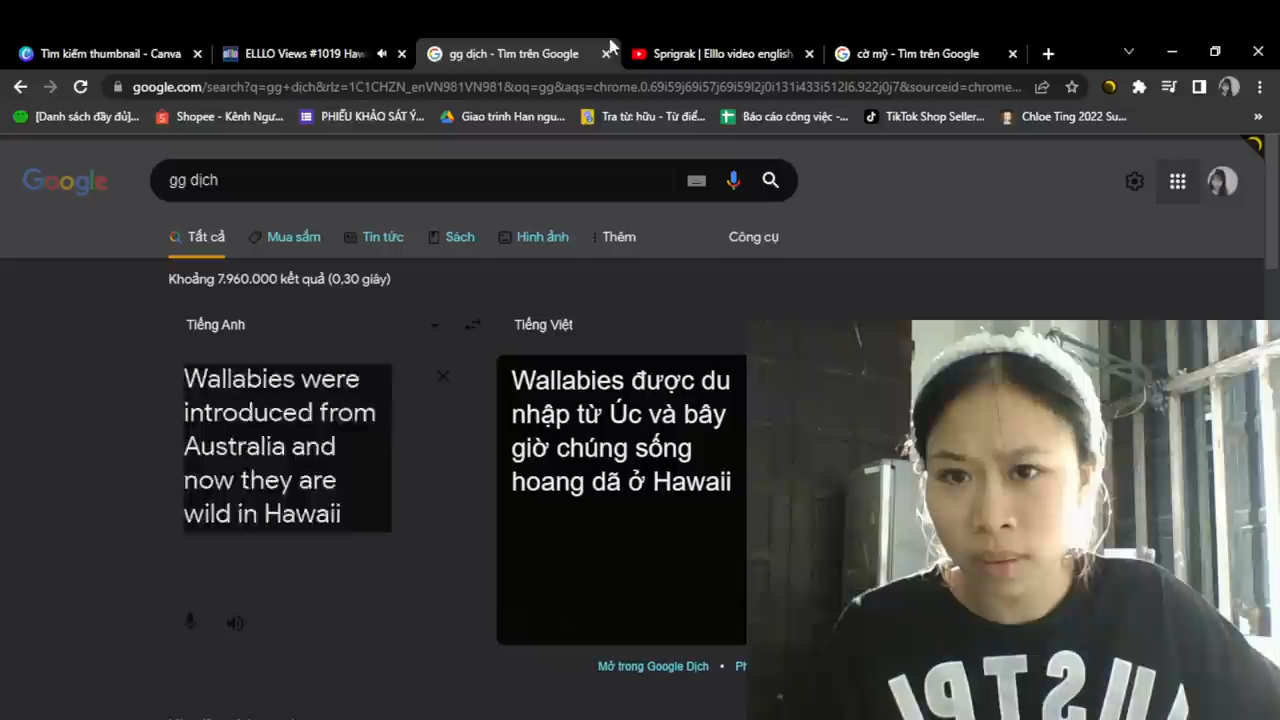 Tìm kiếm thumbnail - Canva
ELLLO Views #1019 Haw
gg dịch - Tìm trên Google
Sprigrak | Elllo video english
cờ mỹ - Tìm trên Google
google.com/search?q=gg+dịch&rlz=1C1CHZN_enVN981VN981&oq=gg&aqs=chrome.0.69i59j69i57j69i59l2j0i131i433i512l6.922j0j7&sourceid=chrome...
[Danh sách đầy đủ]...
Shopee - Kênh Ngư...
PHIẾU KHẢO SÁT Ý...
Giao trinh Han ngu...
Tra từ: hữu - Từ điể...
Báo cáo công việc -...
TikTok Shop Seller...
Chloe Ting 2022 Su...
»
Google
gg dịch
Tất cả
Mua sắm
Tin tức
Sách
Hình ảnh
Thêm
Công cụ
Khoảng 7.960.000 kết quả (0,30 giây)
Tiếng Anh
Tiếng Việt
Wallabies were
introduced from
Australia and
now they are
wild in Hawaii
Wallabies được du
nhập từ Úc và bây
giờ chúng sống
hoang dã ở Hawaii
Mở trong Google Dịch • Ph